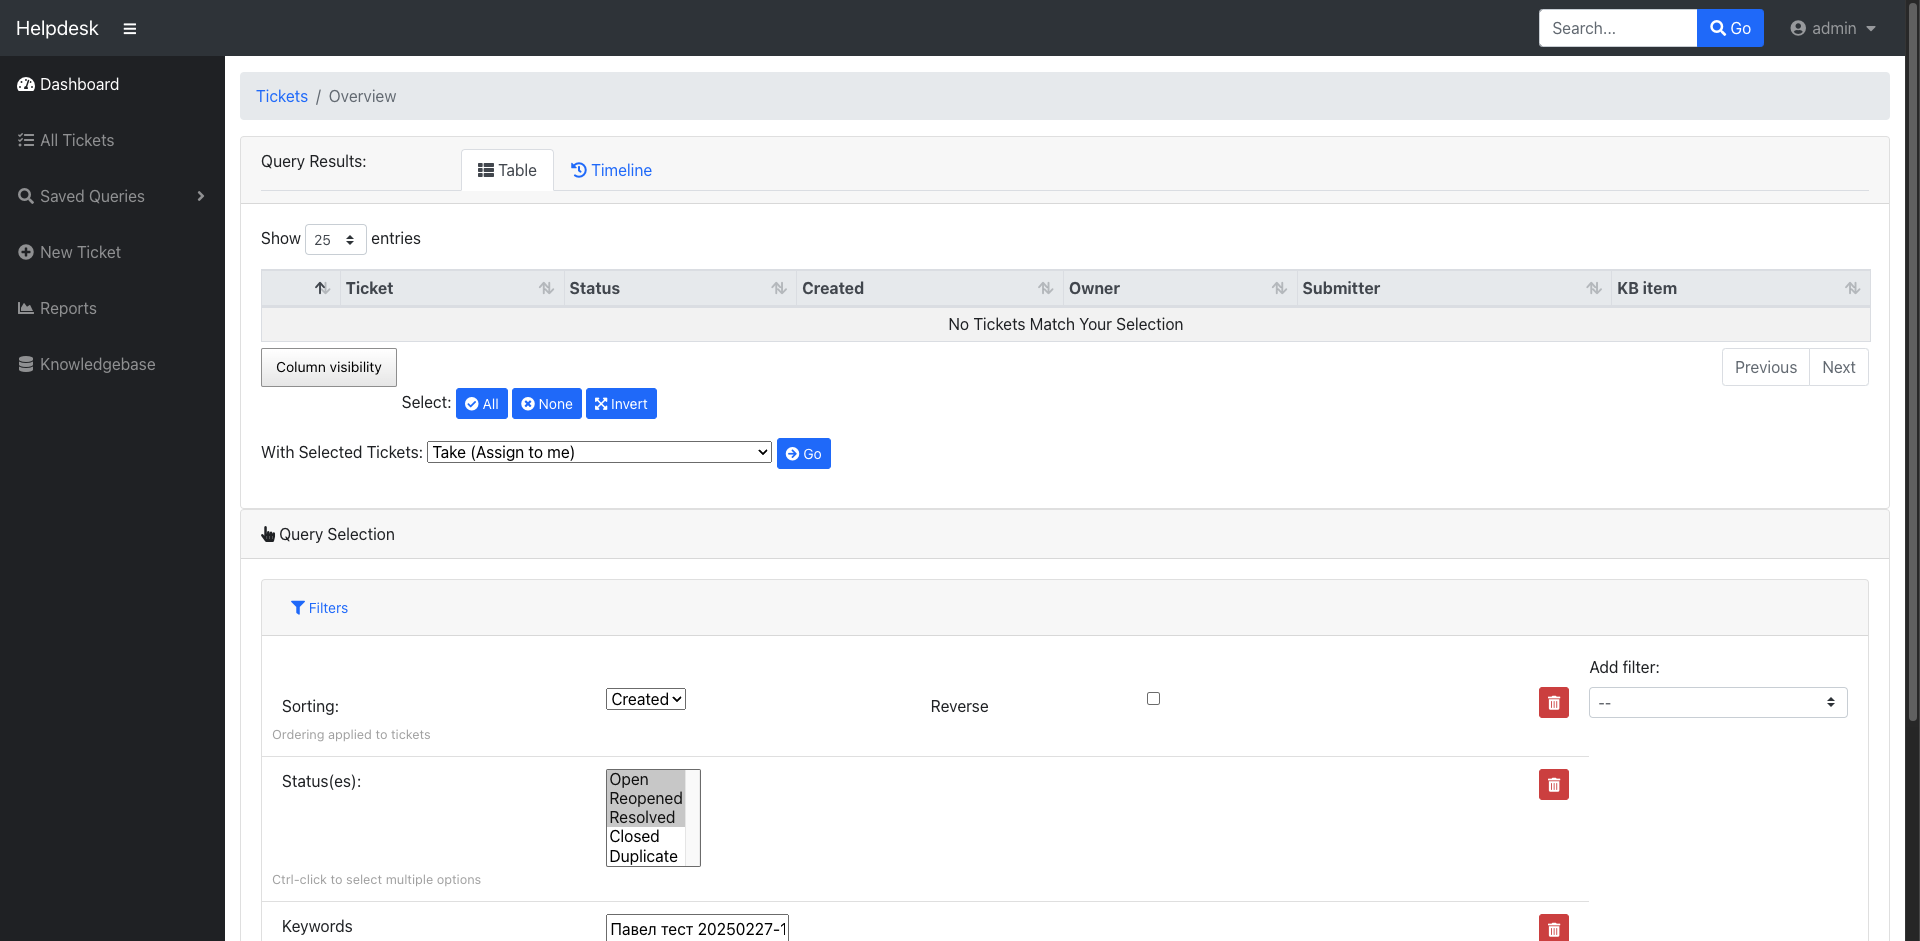 Helpdesk
Search...
Go
admin
Dashboard
All Tickets
Saved Queries
New Ticket
Reports
Knowledgebase
Tickets / Overview
Query Results:
Table
Timeline
Show 25 entries
Ticket Status Created Owner Submitter KB item
No Tickets Match Your Selection
Column visibility
Previous Next
Select: All None Invert
With Selected Tickets: Take (Assign to me) Go
Query Selection
Filters
Add filter:
Sorting: Created Reverse --
Ordering applied to tickets
Status(es):
Open
Reopened
Resolved
Closed
Duplicate
Ctrl-click to select multiple options
Keywords Павел тест 20250227-1